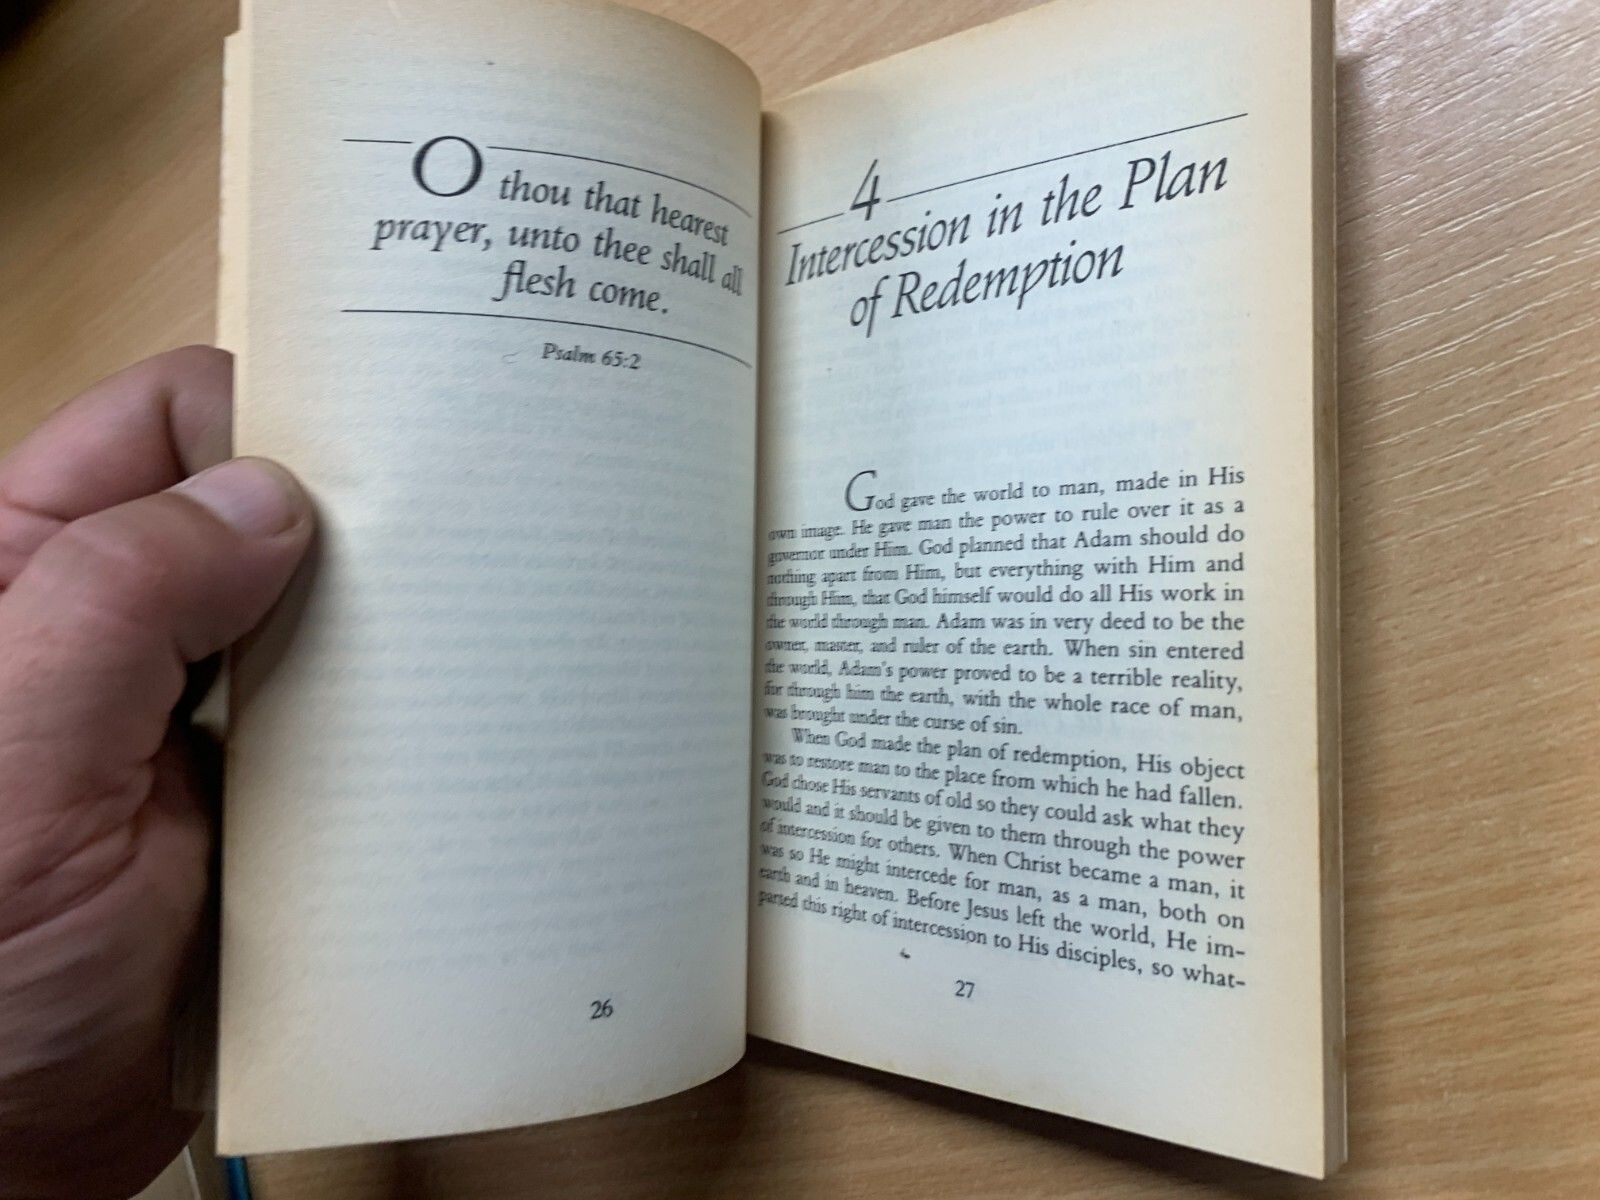 O thou that hearest
prayer, unto thee shall all
flesh come.
Psalm 65:2
26
4
Intercession in the Plan
of Redemption
God gave the world to man, made in His
own image. He gave man the power to rule over it as a
governor under Him. God planned that Adam should do
nothing apart from Him, but everything with Him and
through Him, that God himself would do all His work in
the world through man. Adam was in very deed to be the
owner, master, and ruler of the earth. When sin entered
the world, Adam's power proved to be a terrible reality,
for through him the earth, with the whole race of man,
was brought under the curse of sin.
When God made the plan of redemption, His object
was to restore man to the place from which he had fallen.
God chose His servants of old so they could ask what they
would and it should be given to them through the power
of intercession for others. When Christ became a man, it
was so He might intercede for man, as a man, both on
earth and in heaven. Before Jesus left the world, He im-
parted this right of intercession to His disciples, so what-
27